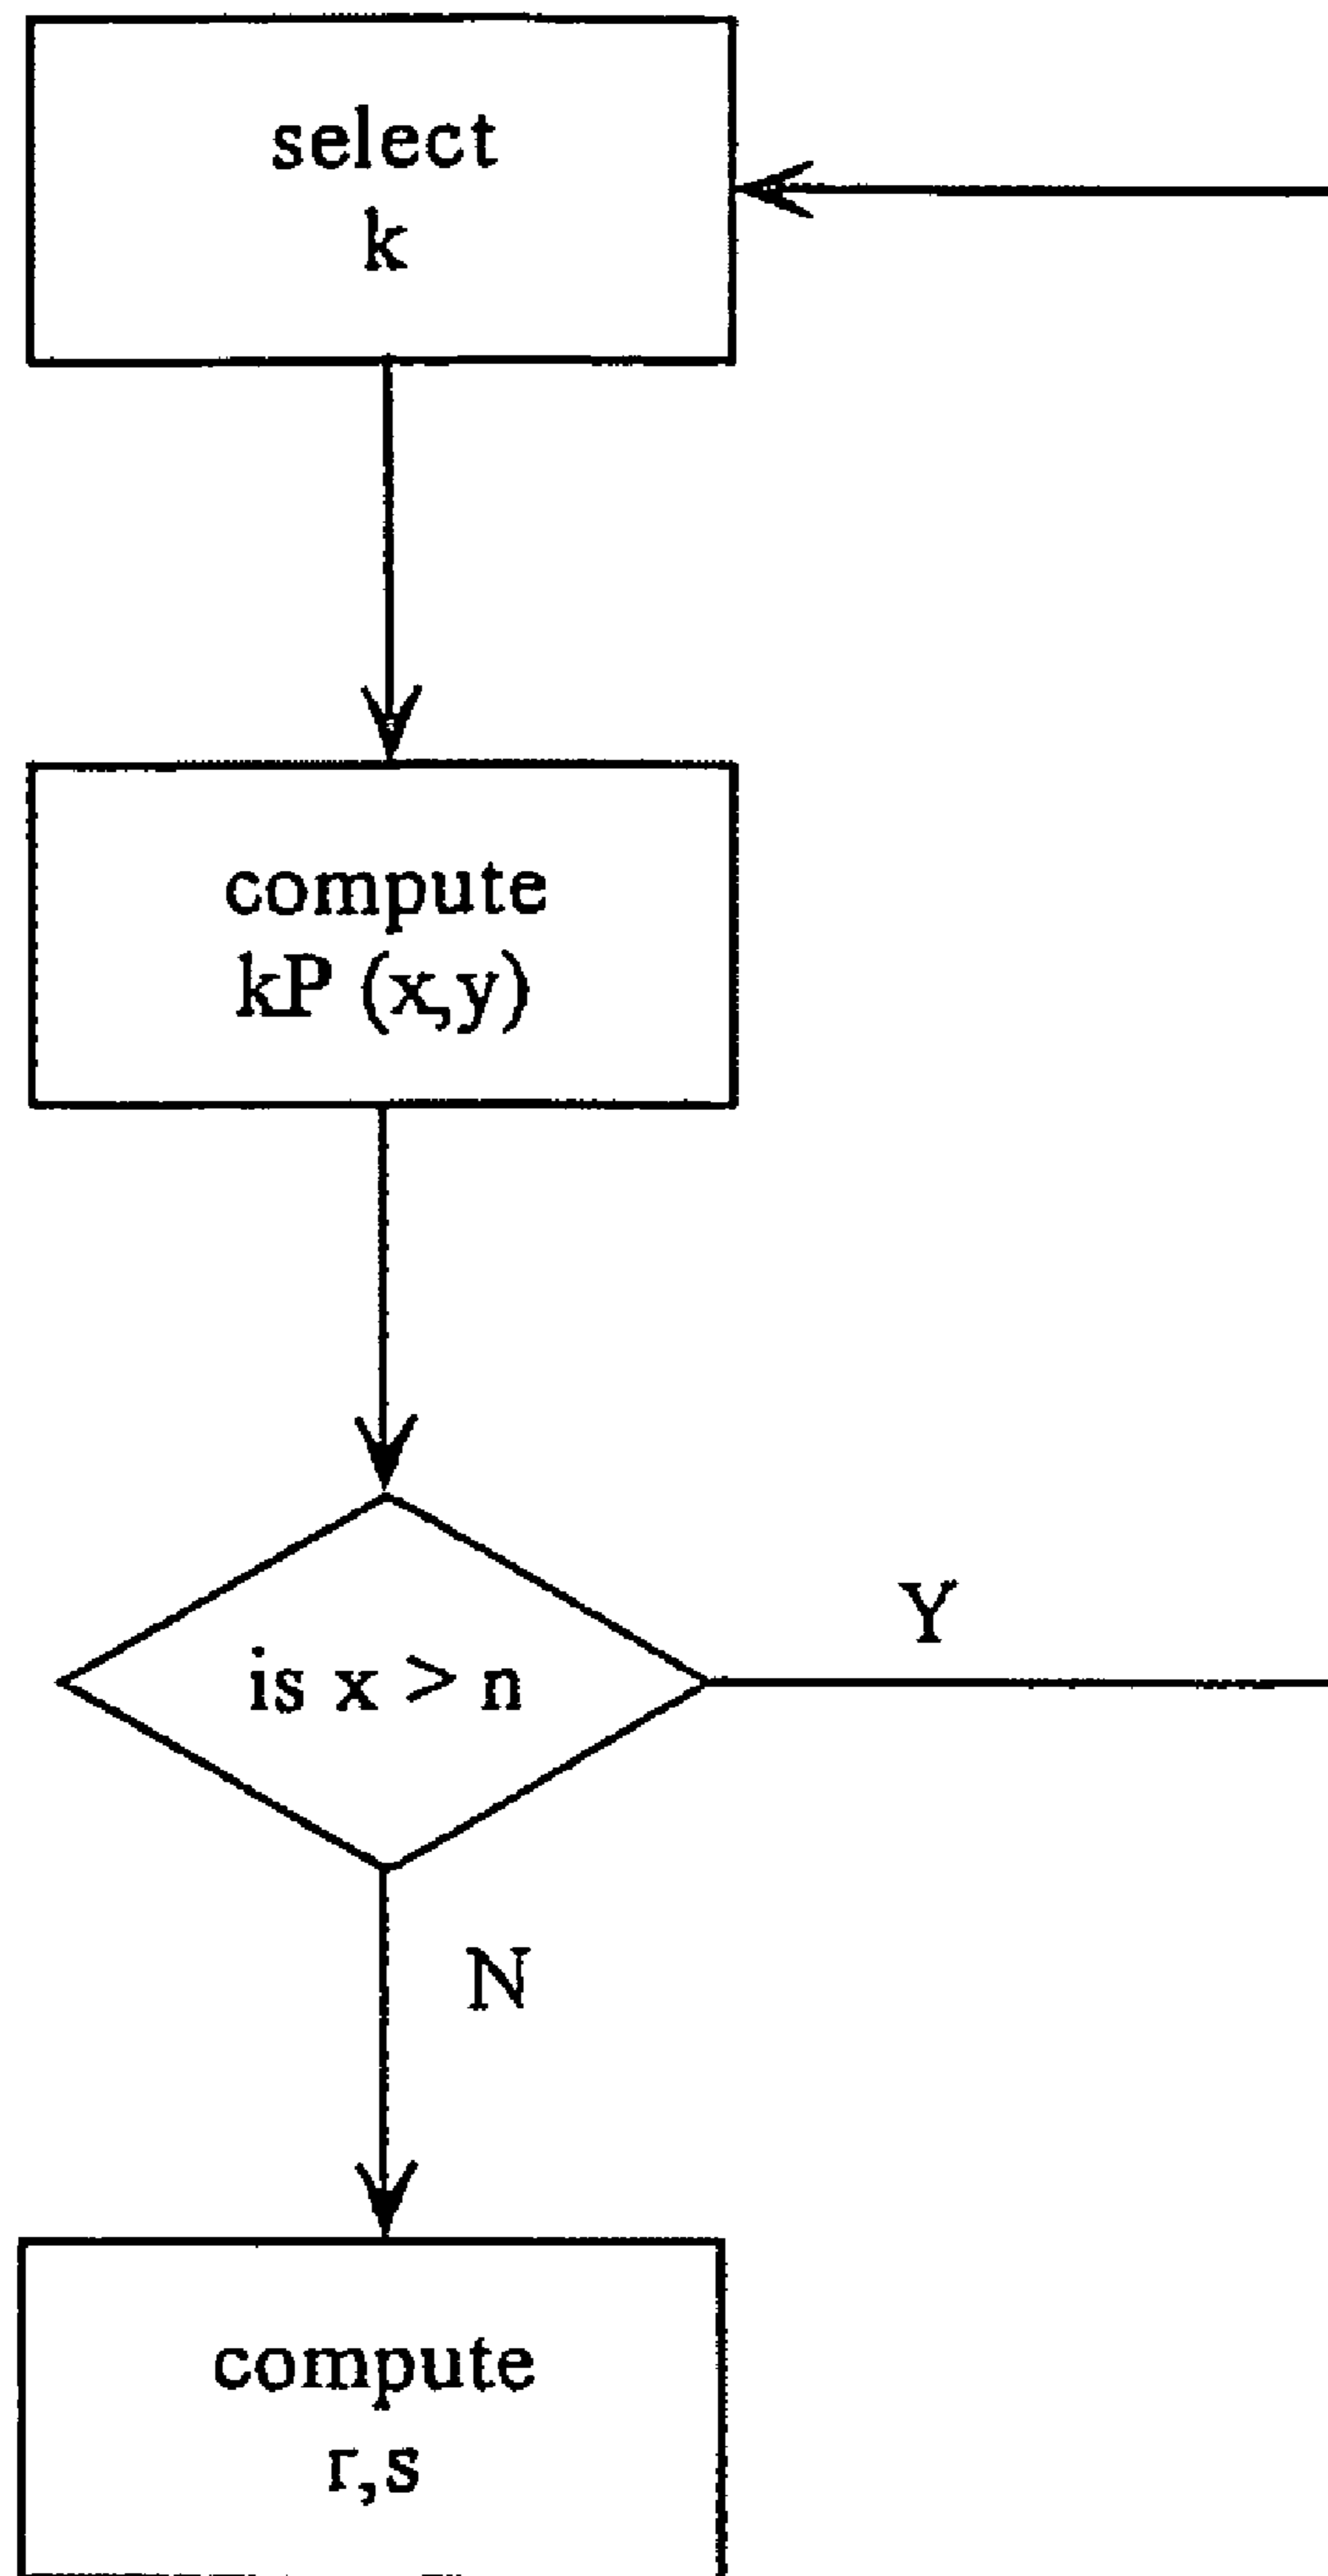 select
k
compute
kP (x,y)
is x > n
Y
N
compute
r,s